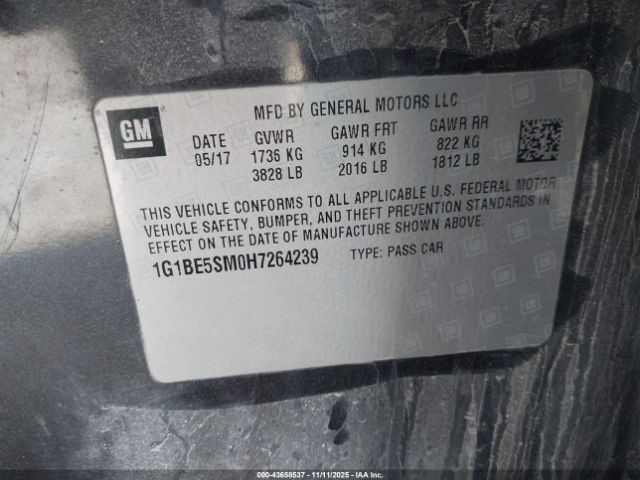 GM
MFD BY GENERAL MOTORS LLC
DATE GVWR GAWR FRT GAWR RR
05/17 1736 KG 914 KG 822 KG
3828 LB 2016 LB 1812 LB
THIS VEHICLE CONFORMS TO ALL APPLICABLE U.S. FEDERAL MOTOR
VEHICLE SAFETY, BUMPER, AND THEFT PREVENTION STANDARDS IN
EFFECT ON THE DATE OF MANUFACTURE SHOWN ABOVE.
1G1BE5SM0H7264239 TYPE: PASS CAR
000-43658537 - 11/11/2025 - IAA, Inc.